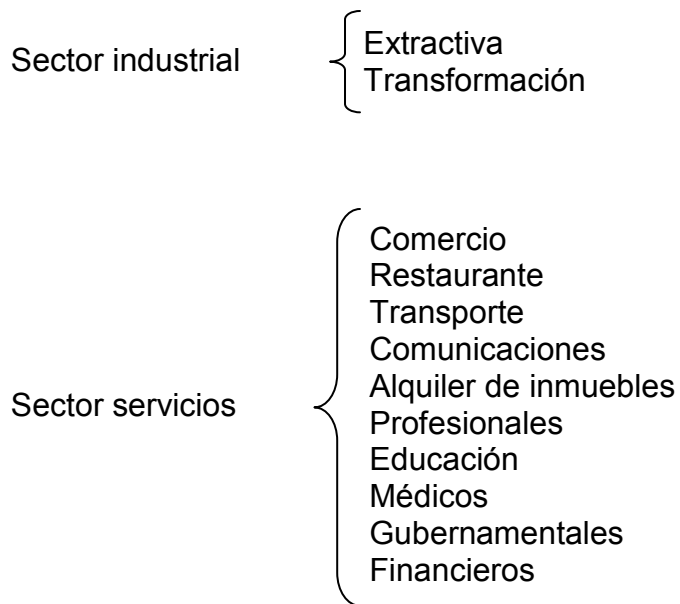 Sector industrial
Extractiva
Transformación
Sector servicios
Comercio
Restaurante
Transporte
Comunicaciones
Alquiler de inmuebles
Profesionales
Educación
Médicos
Gubernamentales
Financieros